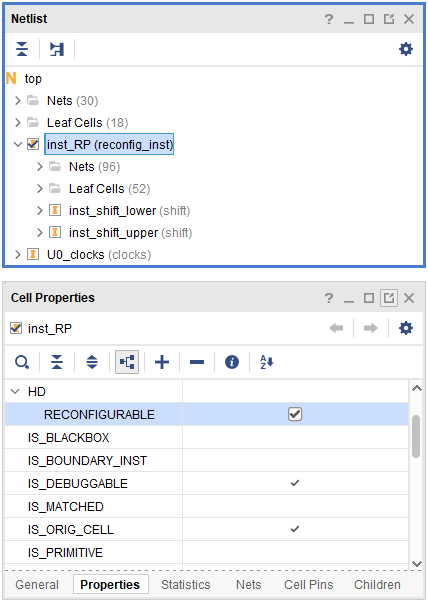 Netlist
top
Nets (30)
Leaf Cells (18)
inst_RP (reconfig_inst)
Nets (96)
Leaf Cells (52)
inst_shift_lower (shift)
inst_shift_upper (shift)
U0_clocks (clocks)
Cell Properties
inst_RP
HD
RECONFIGURABLE
IS_BLACKBOX
IS_BOUNDARY_INST
IS_DEBUGGABLE
IS_MATCHED
IS_ORIG_CELL
IS_PRIMITIVE
General Properties Statistics Nets Cell Pins Children